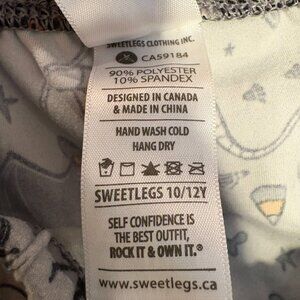 SWEETLEGS CLOTHING INC.
CA59184
90% POLYESTER
10% SPANDEX
DESIGNED IN CANADA
& MADE IN CHINA
HAND WASH COLD
HANG DRY
SWEETLEGS 10/12Y
SELF CONFIDENCE IS
THE BEST OUTFIT,
ROCK IT & OWN IT.®
www.sweetlegs.ca